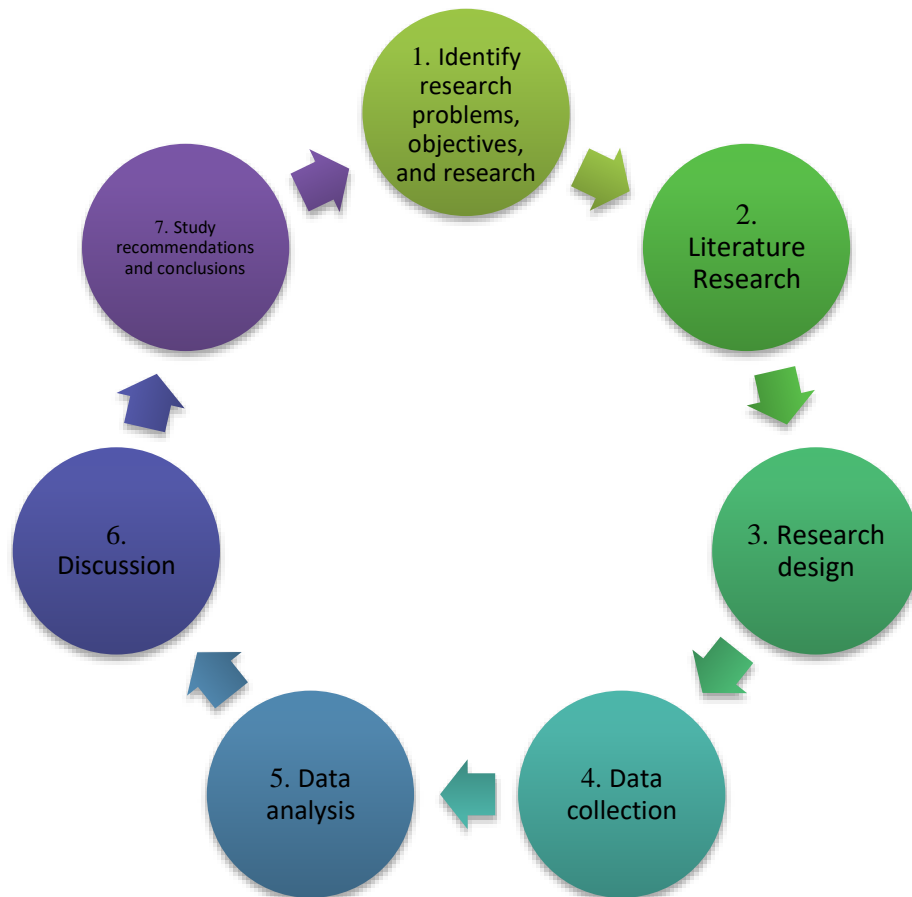 1. Identify
research
problems,
objectives,
and research
2.
Literature
Research
3. Research
design
4. Data
collection
5. Data
analysis
6.
Discussion
7. Study
recommendations
and conclusions